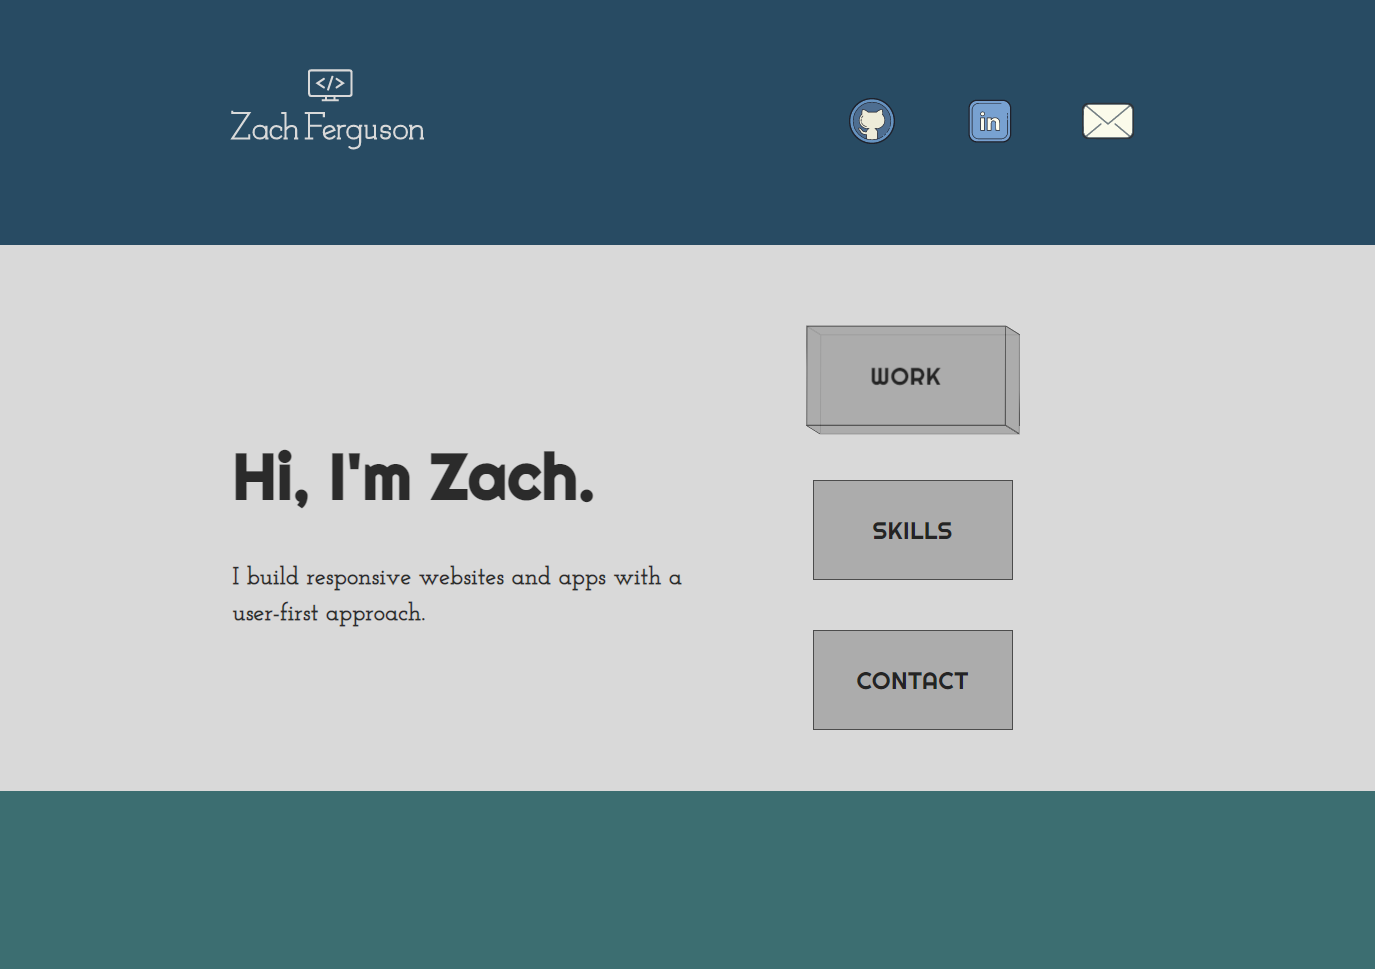 </>
Zach Ferguson
in
WORK
Hi, I'm Zach.
SKILLS
I build responsive websites and apps with a
user-first approach.
CONTACT